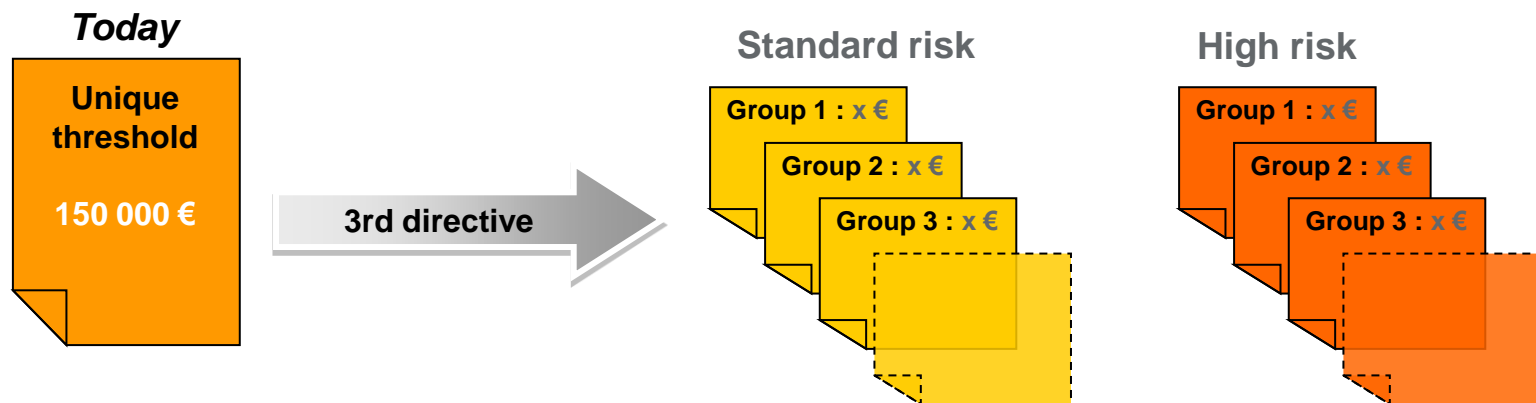 Today
Unique
threshold
150 000 €
3rd directive
Standard risk
Group 1 : x €
Group 2 : x €
Group 3 : x €
High risk
Group 1 : x €
Group 2 : x €
Group 3 : x €